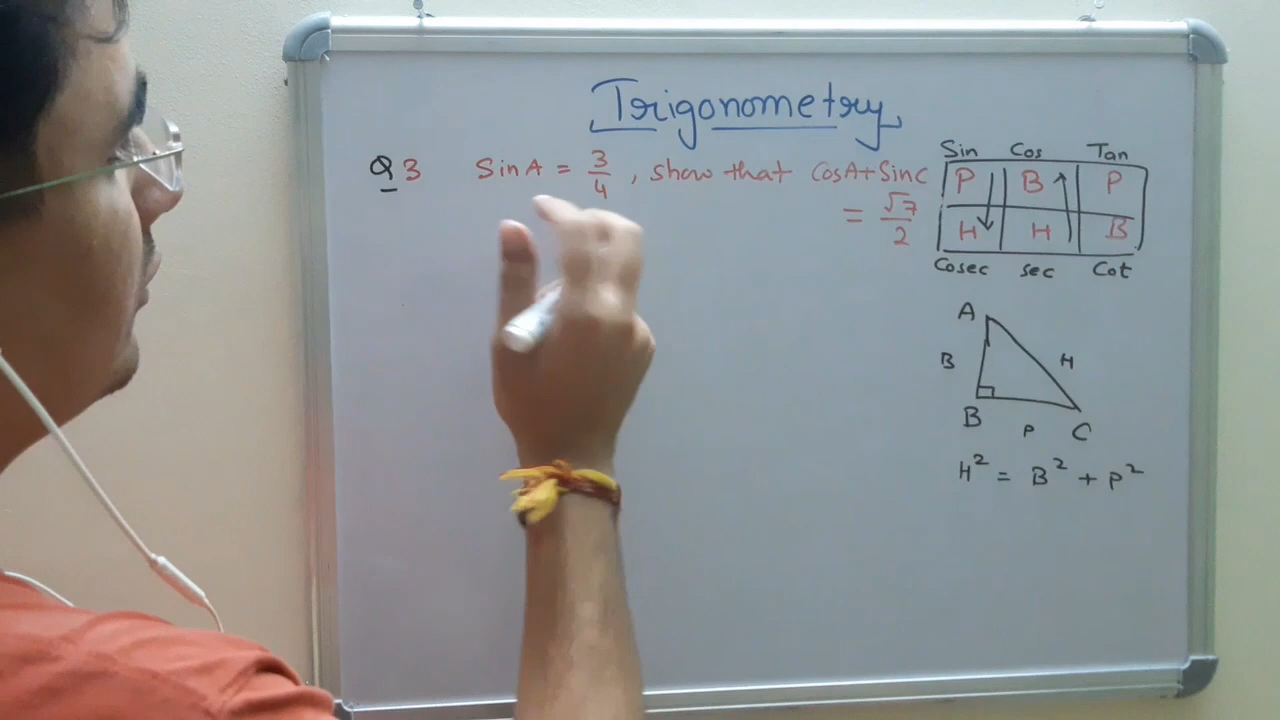 Trigonometry
Q3 SinA = 3/4 , show that CosA + SinC
= √7/2
Sin Cos Tan
P B P
H H B
Cosec sec Cot
A
B H
B P C
H² = B² + P²